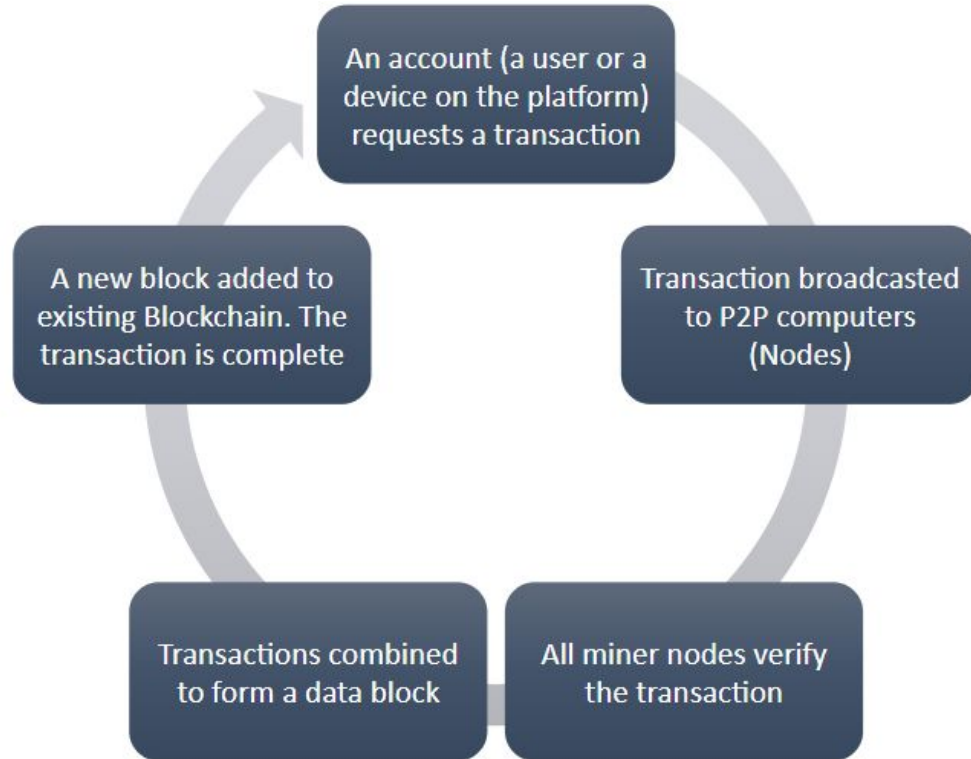 An account (a user or a
device on the platform)
requests a transaction
Transaction broadcasted
to P2P computers
(Nodes)
All miner nodes verify
the transaction
Transactions combined
to form a data block
A new block added to
existing Blockchain. The
transaction is complete